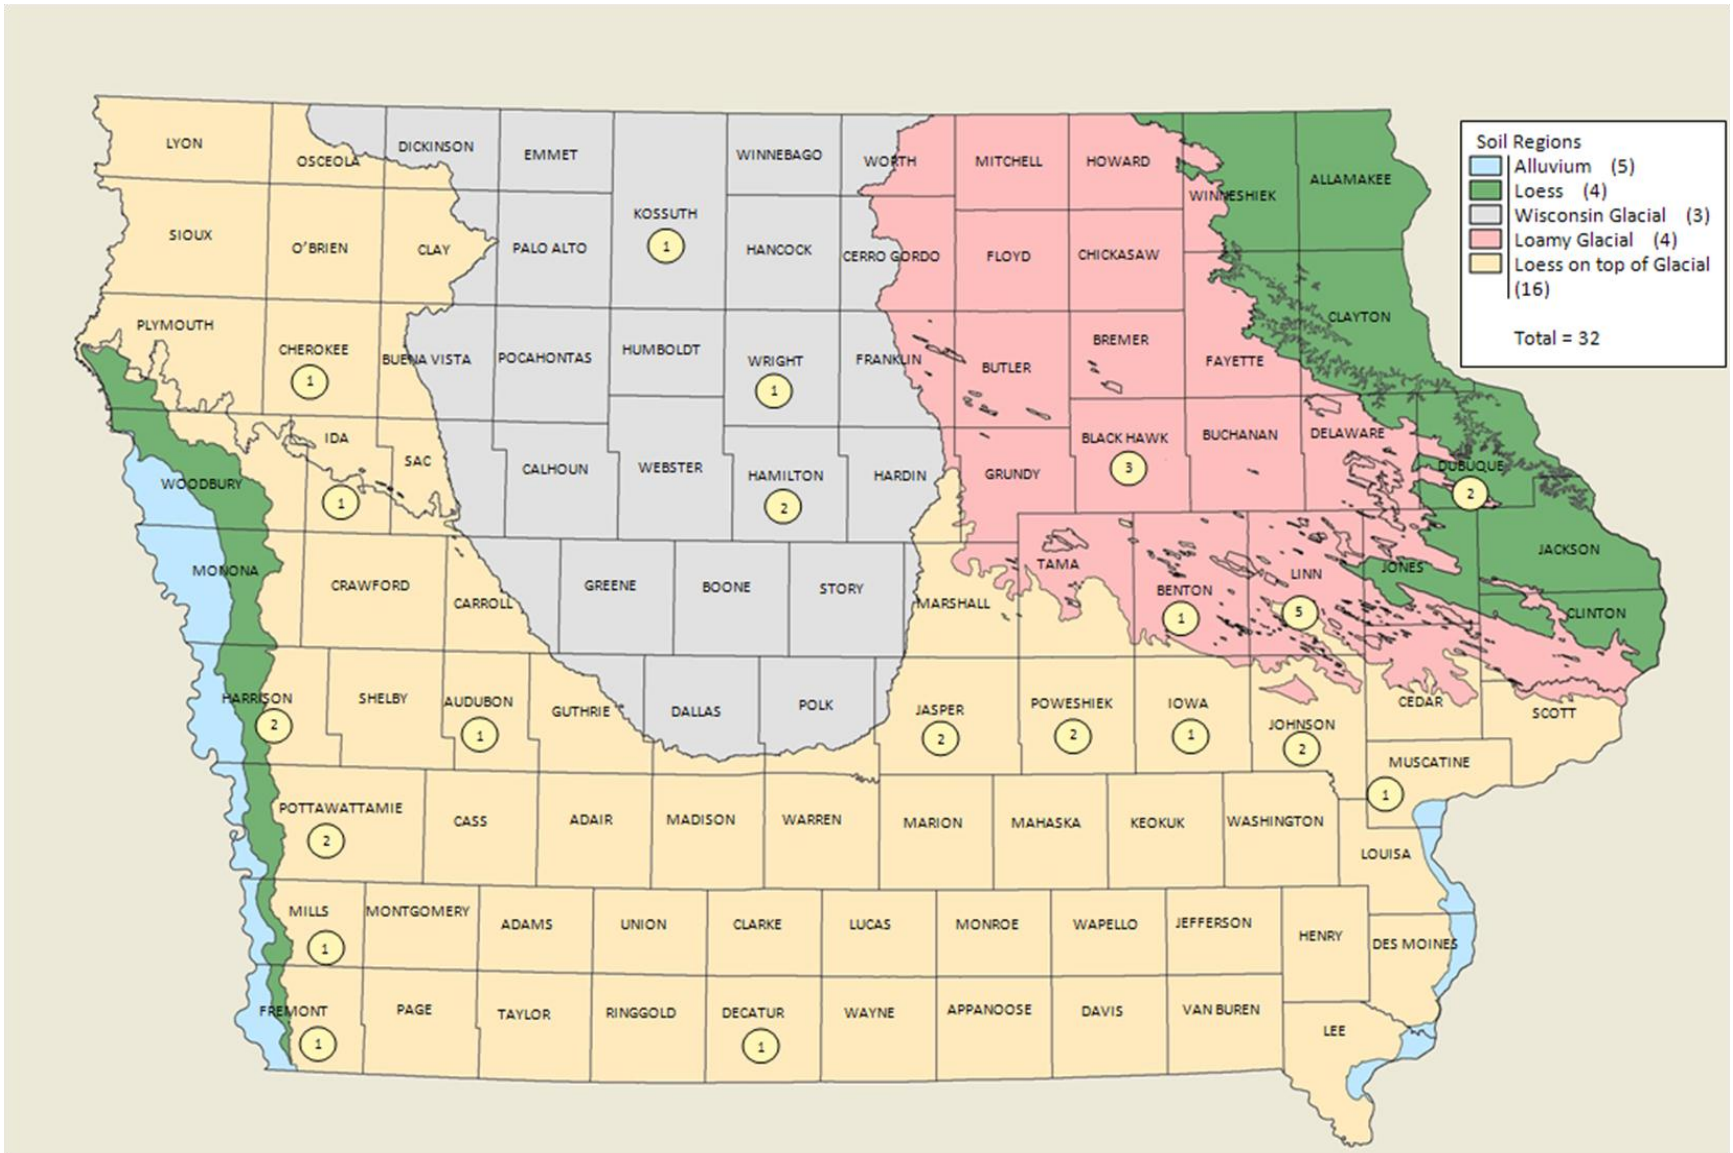 LYON
OSCEOLA
DICKINSON
EMMET
WINNEBAGO
WORTH
MITCHELL
HOWARD
WINNESHIEK
ALLAMAKEE
Soil Regions
Alluvium (5)
Loess (4)
Wisconsin Glacial (3)
Loamy Glacial (4)
Loess on top of Glacial
(16)
Total = 32
SIOUX
O'BRIEN
CLAY
PALO ALTO
KOSSUTH
1
HANCOCK
CERRO GORDO
FLOYD
CHICKASAW
CLAYTON
PLYMOUTH
CHEROKEE
1
BUENA VISTA
POCAHONTAS
HUMBOLDT
WRIGHT
1
FRANKLIN
BUTLER
BREMER
FAYETTE
WOODBURY
IDA
1
SAC
CALHOUN
WEBSTER
HAMILTON
2
HARDIN
GRUNDY
BLACK HAWK
3
BUCHANAN
DELAWARE
DUBUQUE
2
MONONA
CRAWFORD
CARROLL
GREENE
BOONE
STORY
MARSHALL
TAMA
BENTON
1
LINN
5
JONES
JACKSON
CLINTON
HARRISON
2
SHELBY
AUDUBON
1
GUTHRIE
DALLAS
POLK
JASPER
2
POWESHIEK
2
IOWA
1
JOHNSON
2
CEDAR
SCOTT
MUSCATINE
1
POTTAWATTAMIE
2
CASS
ADAIR
MADISON
WARREN
MARION
MAHASKA
KEOKUK
WASHINGTON
LOUISA
MILLS
1
MONTGOMERY
ADAMS
UNION
CLARKE
LUCAS
MONROE
WAPELLO
JEFFERSON
HENRY
DES MOINES
FREMONT
1
PAGE
TAYLOR
RINGGOLD
DECATUR
1
WAYNE
APPANOOSE
DAVIS
VAN BUREN
LEE